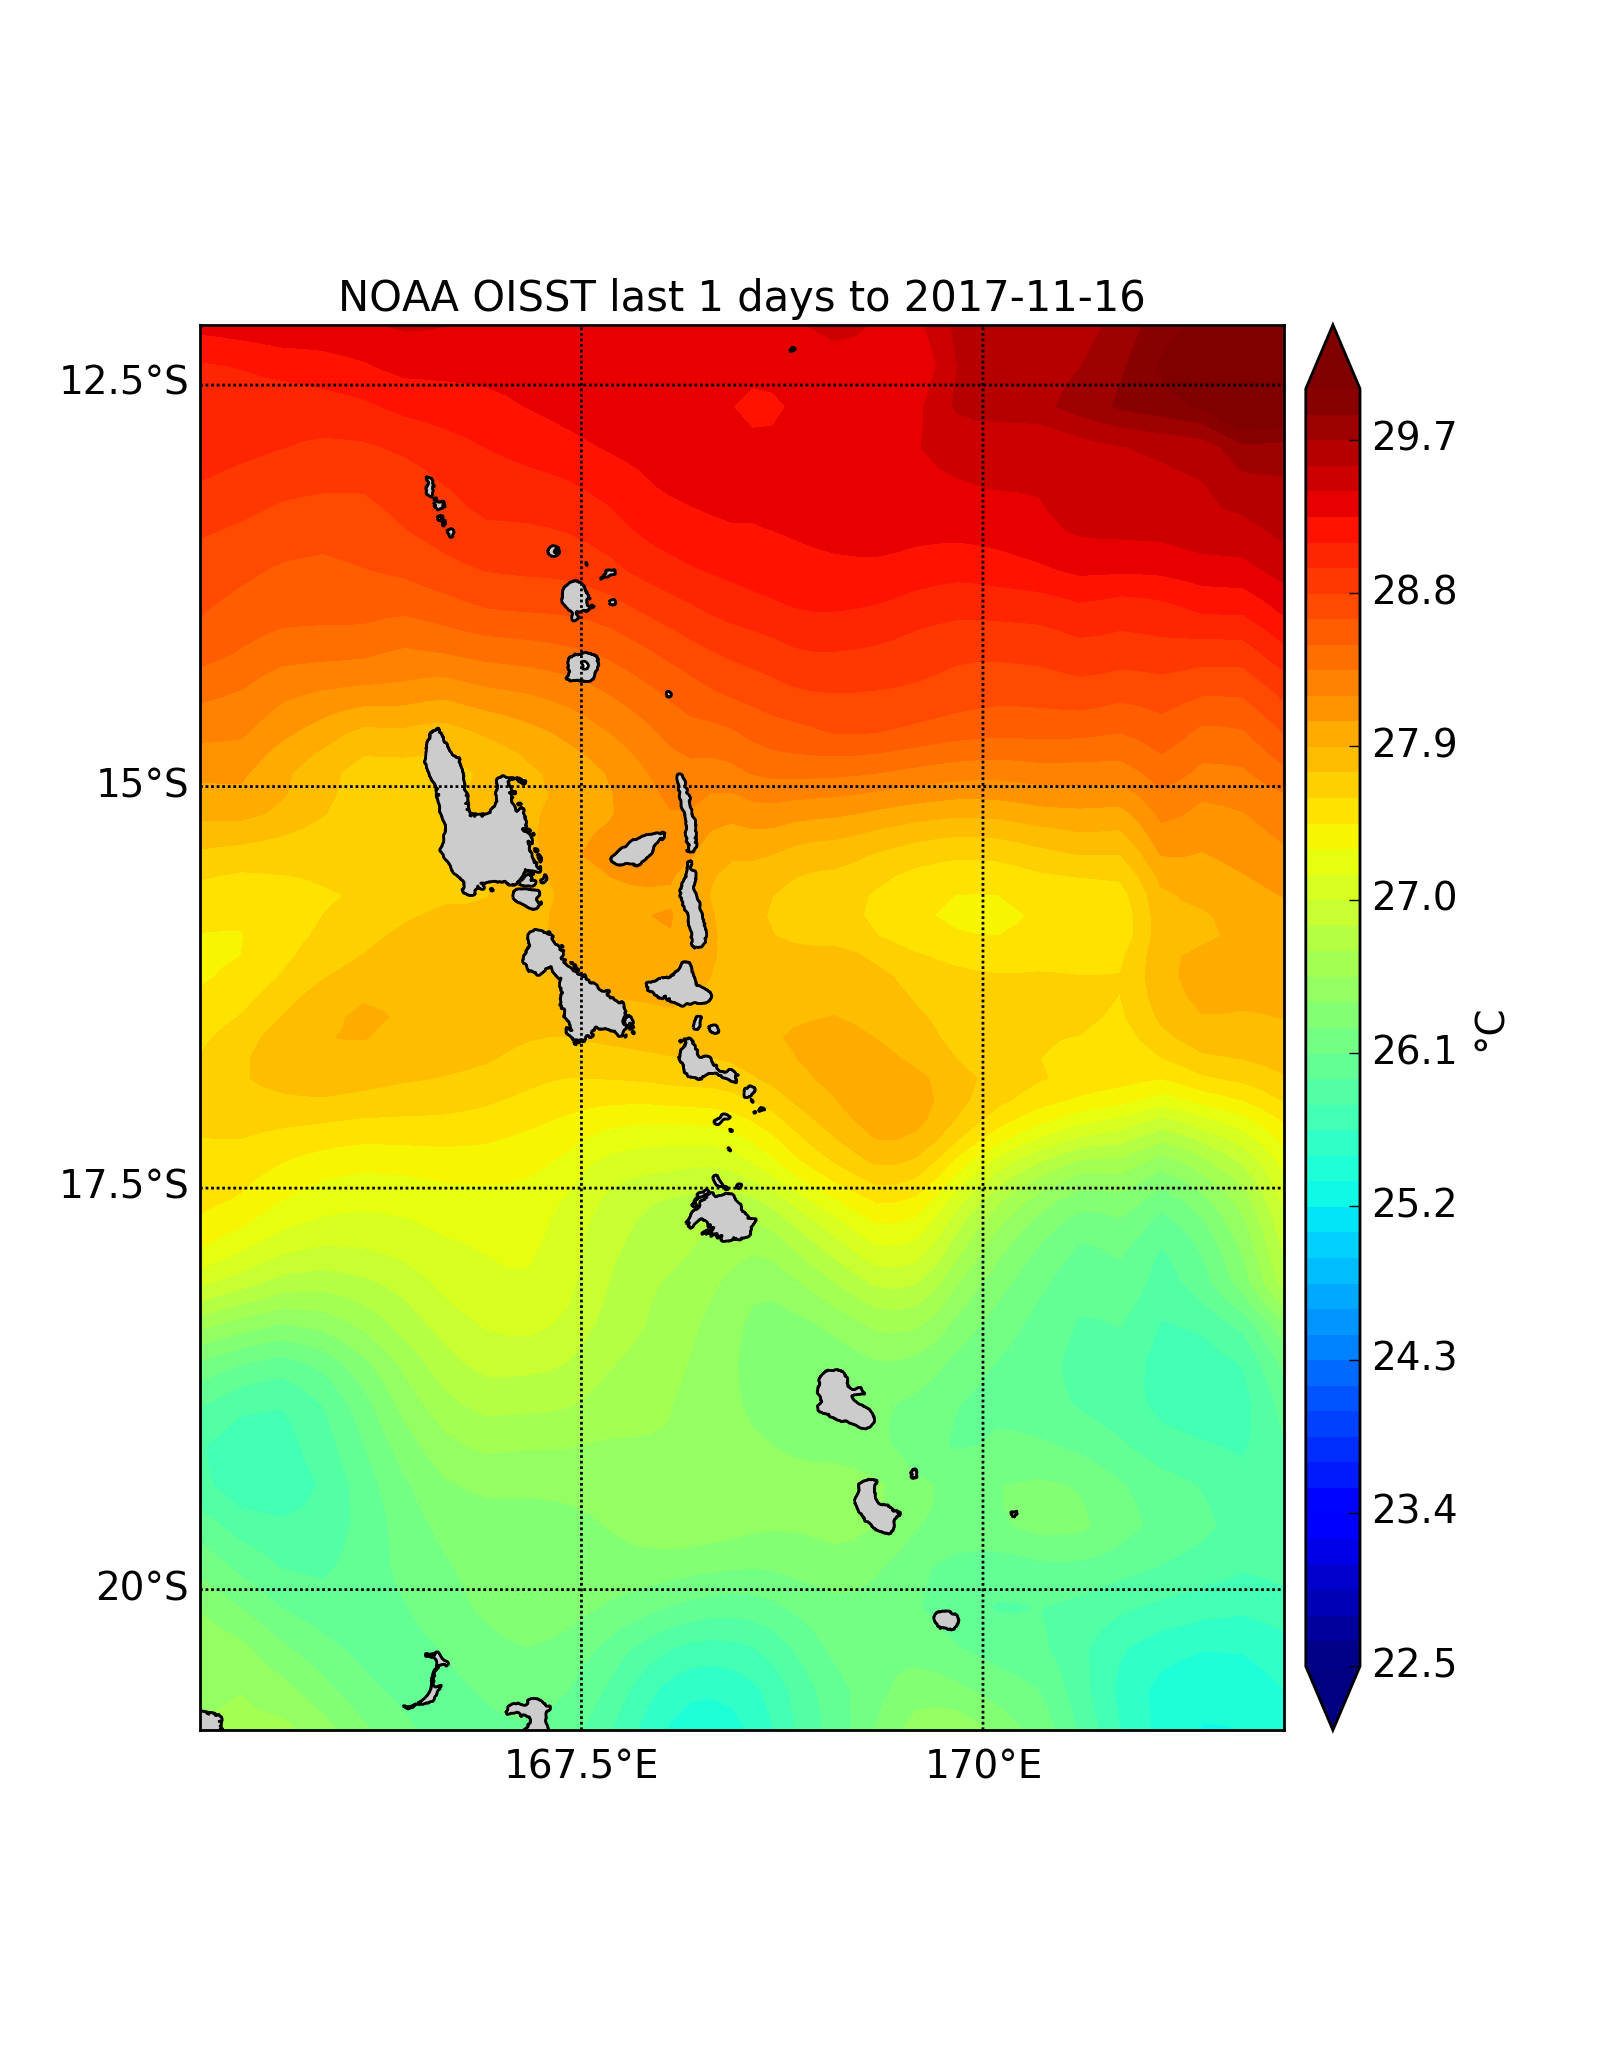 NOAA OISST last 1 days to 2017-11-16
12.5°S
15°S
17.5°S
20°S
167.5°E
170°E
29.7
28.8
27.9
27.0
26.1
25.2
24.3
23.4
22.5
°C